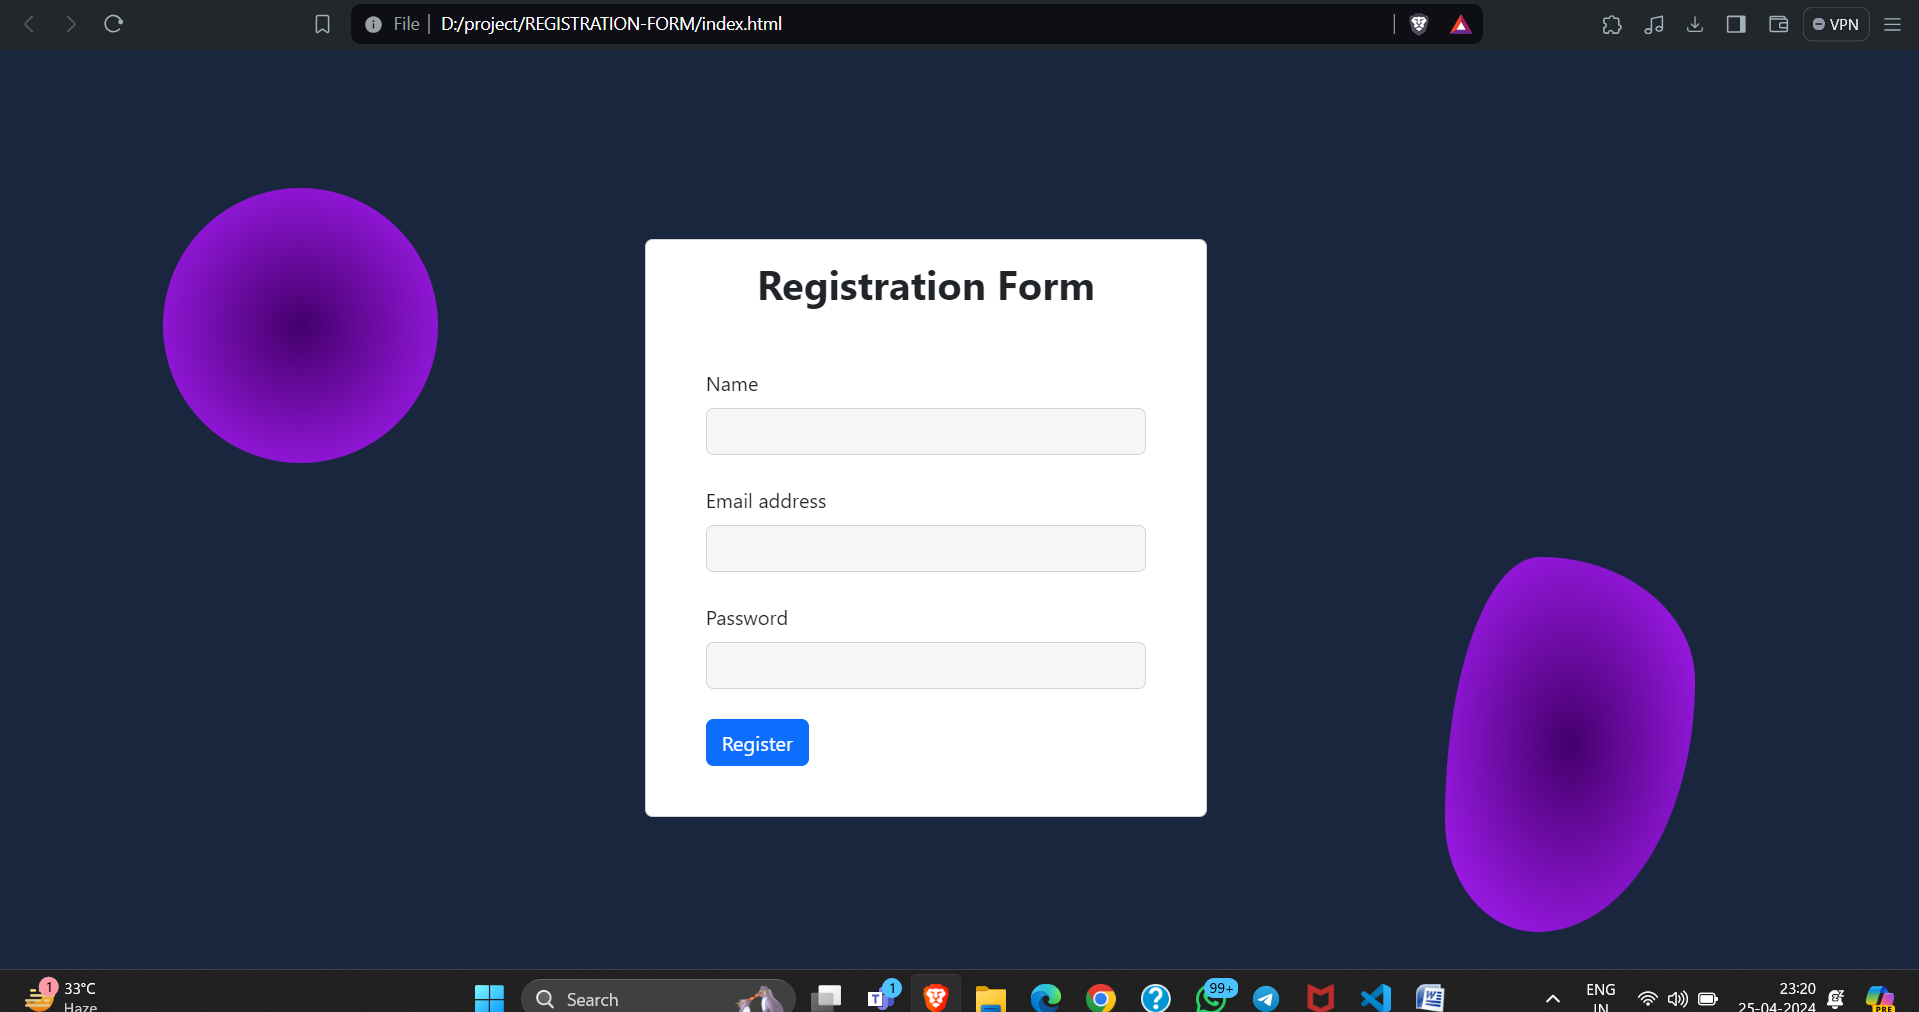 File D:/project/REGISTRATION-FORM/index.html VPN
Registration Form
Name
Email address
Password
Register
1 33°C
Haze
Search
T 1
99+
W
ENG
IN
23:20
25-04-2024
PRE